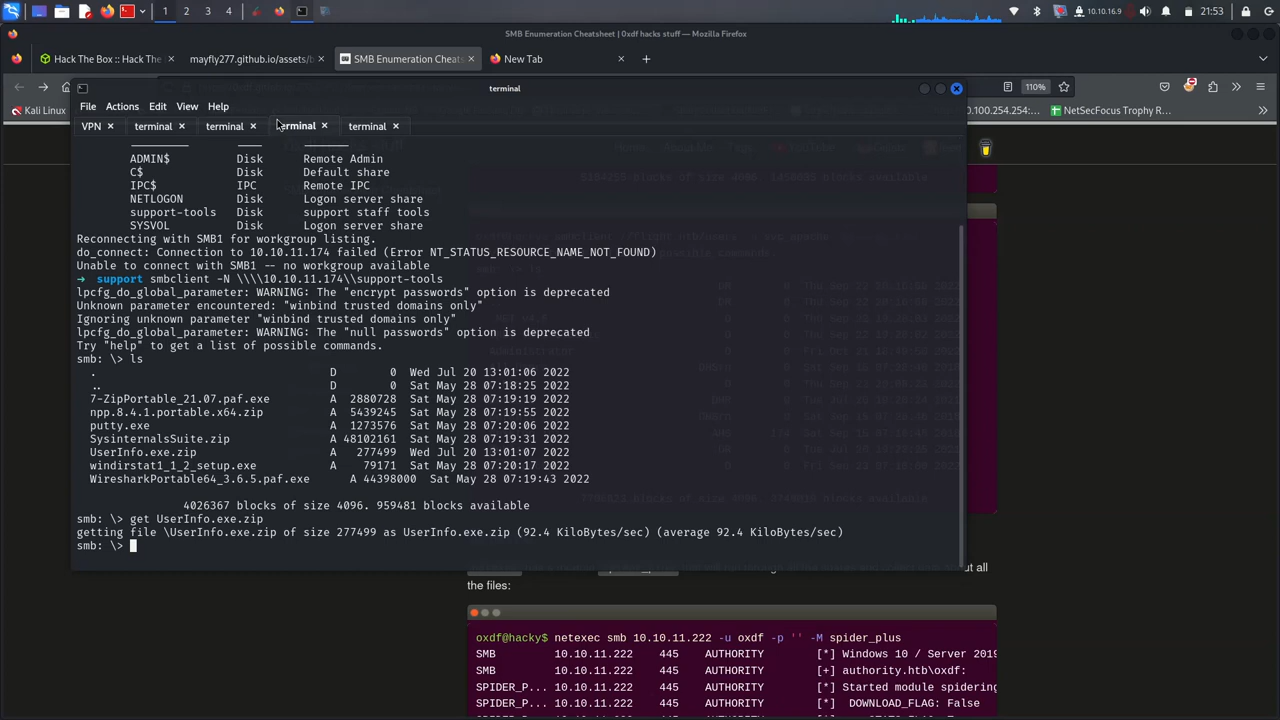 1 2 3 4
10.10.16.9
21:53
SMB Enumeration Cheatsheet | 0xdf hacks stuff — Mozilla Firefox
Hack The Box :: Hack The
mayfly277.github.io/assets/b
SMB Enumeration Cheats
New Tab
110%
Kali Linux
.100.254.254:
NetSecFocus Trophy R
terminal
File Actions Edit View Help
VPN
terminal
terminal
terminal
terminal
ADMIN$ Disk Remote Admin
C$ Disk Default share
IPC$ IPC Remote IPC
NETLOGON Disk Logon server share
support-tools Disk support staff tools
SYSVOL Disk Logon server share
Reconnecting with SMB1 for workgroup listing.
do_connect: Connection to 10.10.11.174 failed (Error NT_STATUS_RESOURCE_NAME_NOT_FOUND)
Unable to connect with SMB1 -- no workgroup available
→ support smbclient -N \\\\10.10.11.174\\support-tools
lpcfg_do_global_parameter: WARNING: The "encrypt passwords" option is deprecated
Unknown parameter encountered: "winbind trusted domains only"
Ignoring unknown parameter "winbind trusted domains only"
lpcfg_do_global_parameter: WARNING: The "null passwords" option is deprecated
Try "help" to get a list of possible commands.
smb: \> ls
. D 0 Wed Jul 20 13:01:06 2022
.. D 0 Sat May 28 07:18:25 2022
7-ZipPortable_21.07.paf.exe A 2880728 Sat May 28 07:19:19 2022
npp.8.4.1.portable.x64.zip A 5439245 Sat May 28 07:19:55 2022
putty.exe A 1273576 Sat May 28 07:20:06 2022
SysinternalsSuite.zip A 48102161 Sat May 28 07:19:31 2022
UserInfo.exe.zip A 277499 Wed Jul 20 13:01:07 2022
windirstat1_1_2_setup.exe A 79171 Sat May 28 07:20:17 2022
WiresharkPortable64_3.6.5.paf.exe A 44398000 Sat May 28 07:19:43 2022
4026367 blocks of size 4096. 959481 blocks available
smb: \> get UserInfo.exe.zip
getting file \UserInfo.exe.zip of size 277499 as UserInfo.exe.zip (92.4 KiloBytes/sec) (average 92.4 KiloBytes/sec)
smb: \>
all
the files:
oxdf@hacky$ netexec smb 10.10.11.222 -u oxdf -p '' -M spider_plus
SMB 10.10.11.222 445 AUTHORITY [*] Windows 10 / Server 2019
SMB 10.10.11.222 445 AUTHORITY [+] authority.htb\oxdf:
SPIDER_P... 10.10.11.222 445 AUTHORITY [*] Started module spidering
SPIDER_P... 10.10.11.222 445 AUTHORITY [*] DOWNLOAD_FLAG: False